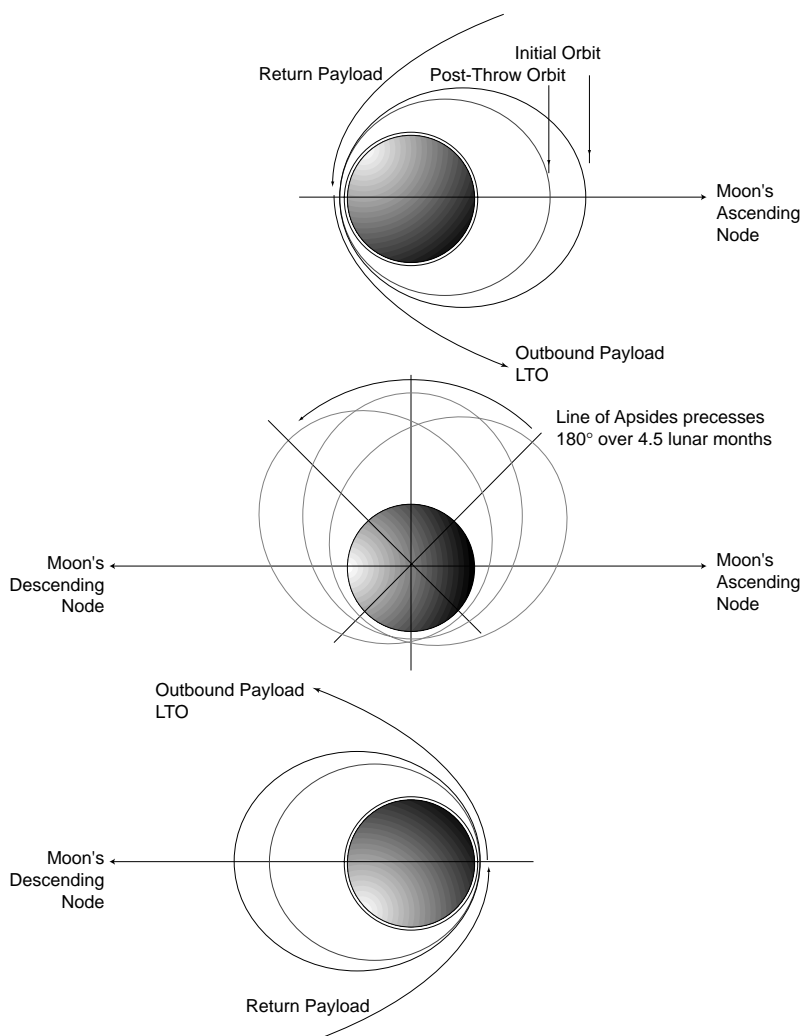 Initial Orbit
Return Payload
Post-Throw Orbit
Moon's
Ascending
Node
Outbound Payload
LTO
Line of Apsides precesses
180° over 4.5 lunar months
Moon's
Descending
Node
Moon's
Ascending
Node
Outbound Payload
LTO
Moon's
Descending
Node
Return Payload